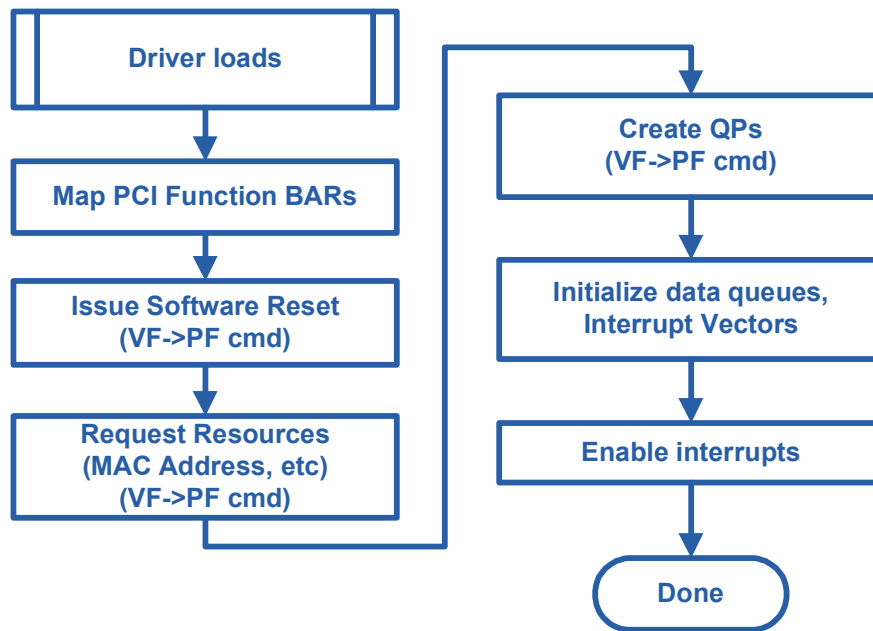 Driver loads
Map PCI Function BARs
Issue Software Reset
(VF->PF cmd)
Request Resources
(MAC Address, etc)
(VF->PF cmd)
Create QPs
(VF->PF cmd)
Initialize data queues,
Interrupt Vectors
Enable interrupts
Done